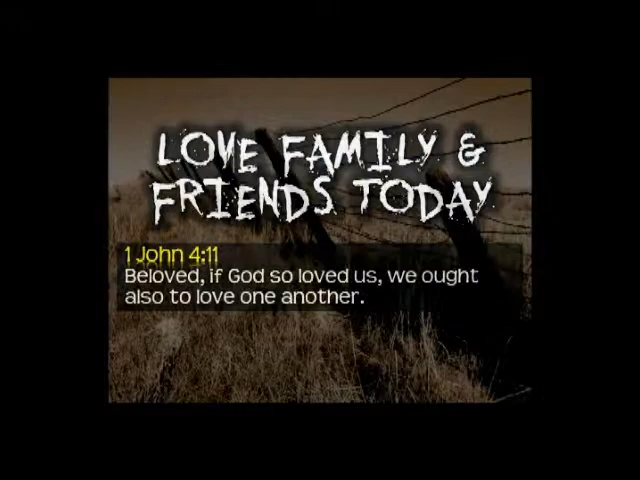 LOVE FAMILY &
FRIENDS TODAY
1 John 4:11
Beloved, if God so loved us, we ought
also to love one another.